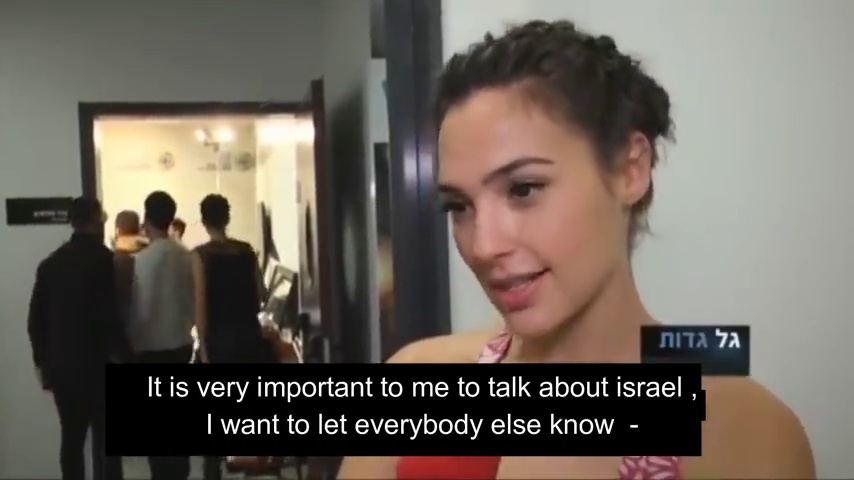 גל גדות
It is very important to me to talk about israel ,
I want to let everybody else know -